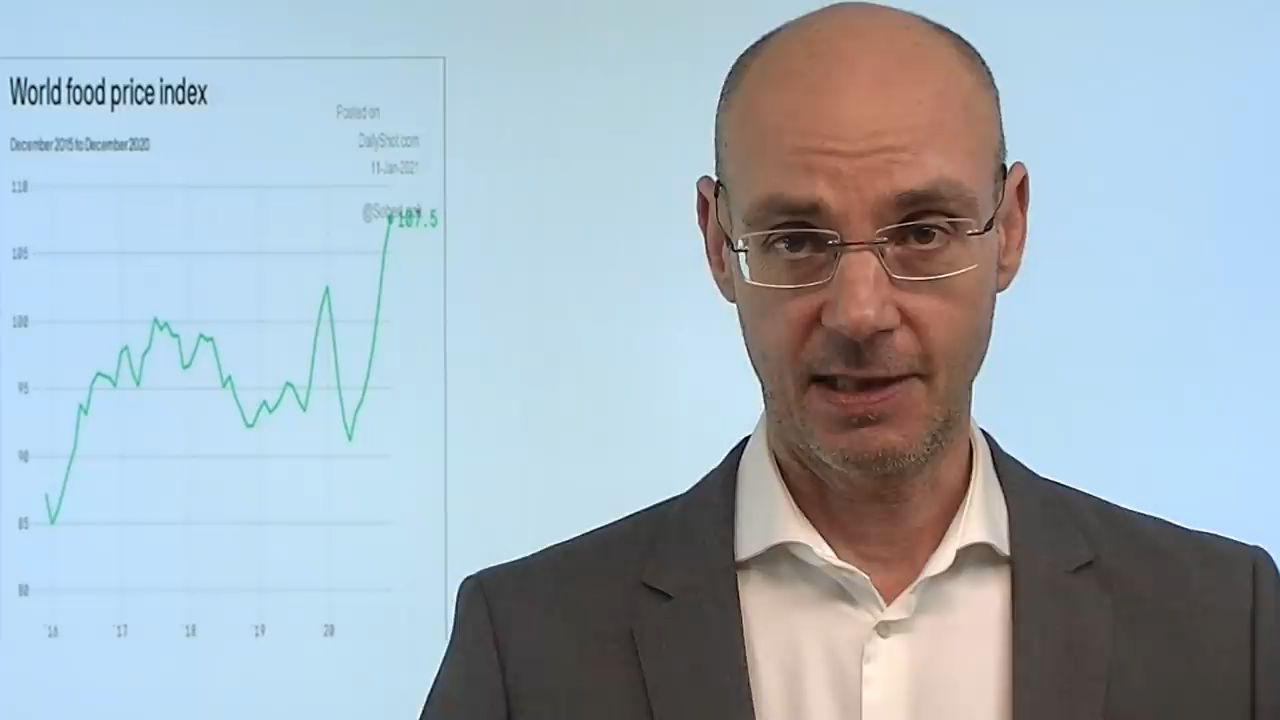 World food price index
Posted on
December 2015 to December 2020
DailyShot.com
11-Jan-2021
110
107.5
105
100
95
90
85
80
'16 '17 '18 '19 20